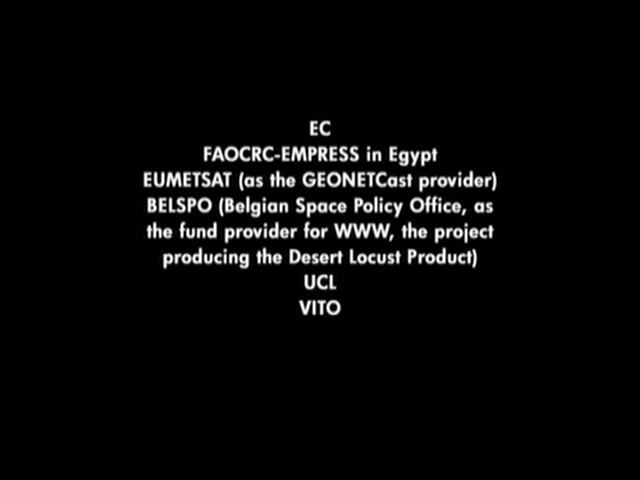 EC
FAOCRC-EMPRESS in Egypt
EUMETSAT (as the GEONETCast provider)
BELSPO (Belgian Space Policy Office, as
the fund provider for WWW, the project
producing the Desert Locust Product)
UCL
VITO